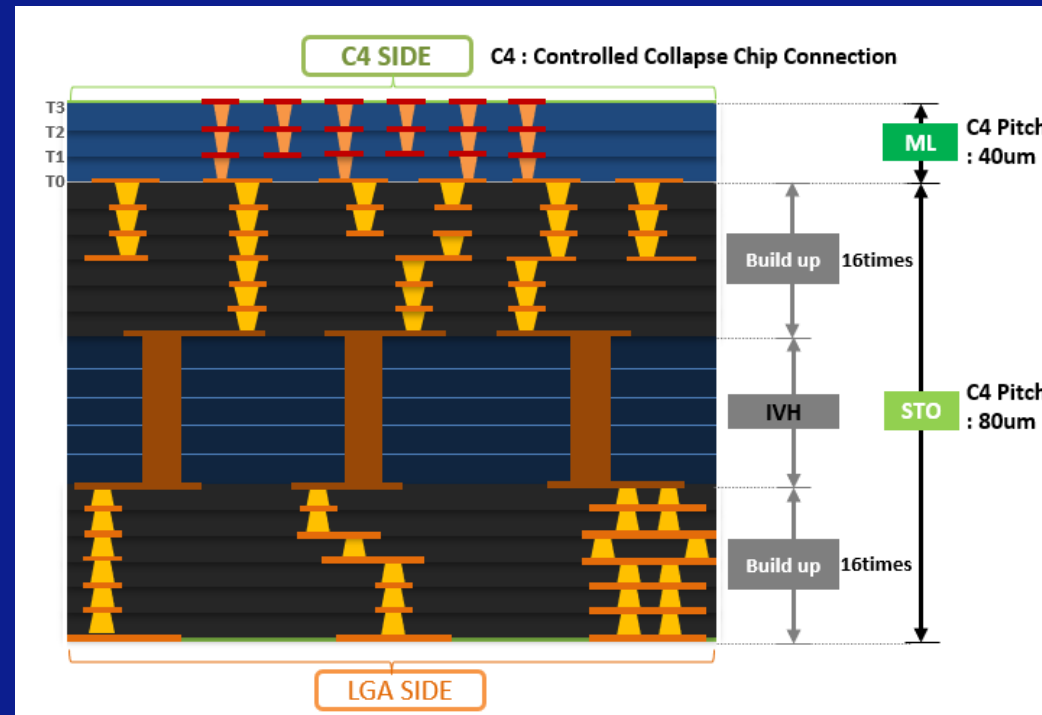 C4 SIDE
C4 : Controlled Collapse Chip Connection
T3
T2
T1
T0
ML
C4 Pitch
: 40um
Build up
16times
IVH
STO
C4 Pitch
: 80um
Build up
16times
LGA SIDE